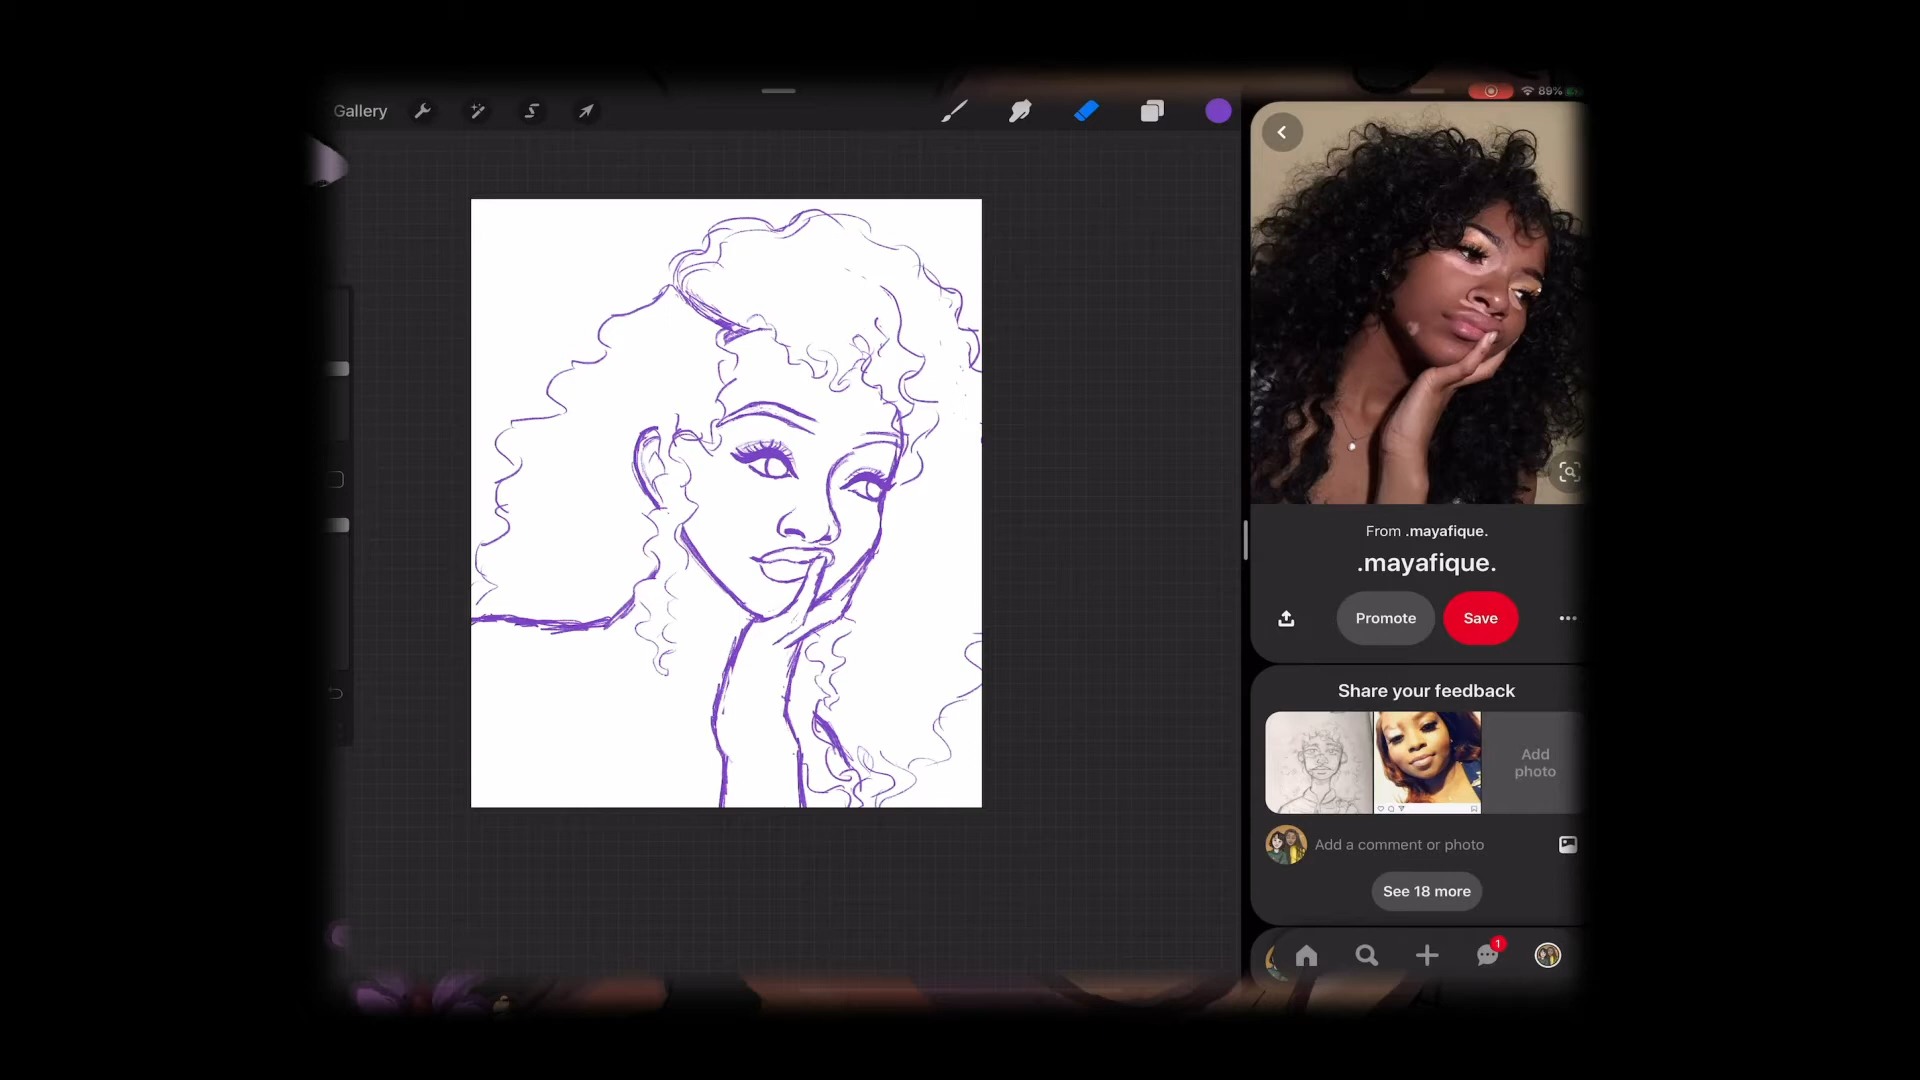 Gallery
89%
From .mayafique.
.mayafique.
Promote
Save
Share your feedback
Add
photo
Add a comment or photo
See 18 more
1